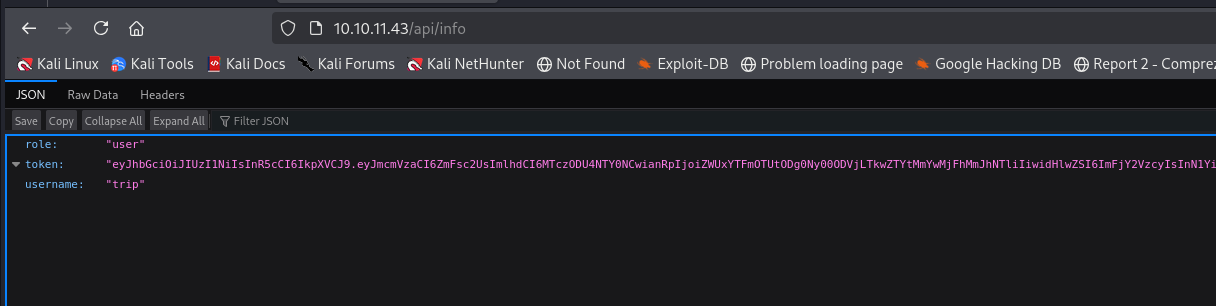 10.10.11.43/api/info
Kali Linux Kali Tools Kali Docs Kali Forums Kali NetHunter Not Found Exploit-DB Problem loading page Google Hacking DB Report 2 - Comprez
JSON Raw Data Headers
Save Copy Collapse All Expand All Filter JSON
role: "user"
token: "eyJhbGciOiJIUzI1NiIsInR5cCI6IkpXVCJ9.eyJmcmVzaCI6ZmFsc2UsImlhdCI6MTczODU4NTY0NCwianRpIjoiZWUxYTFmOTUtODg0Ny00ODVjLTkwZTYtMmYwMjFhMmJhNTliIiwidHlwZSI6ImFjY2VzcyIsInN1Yi
username: "trip"